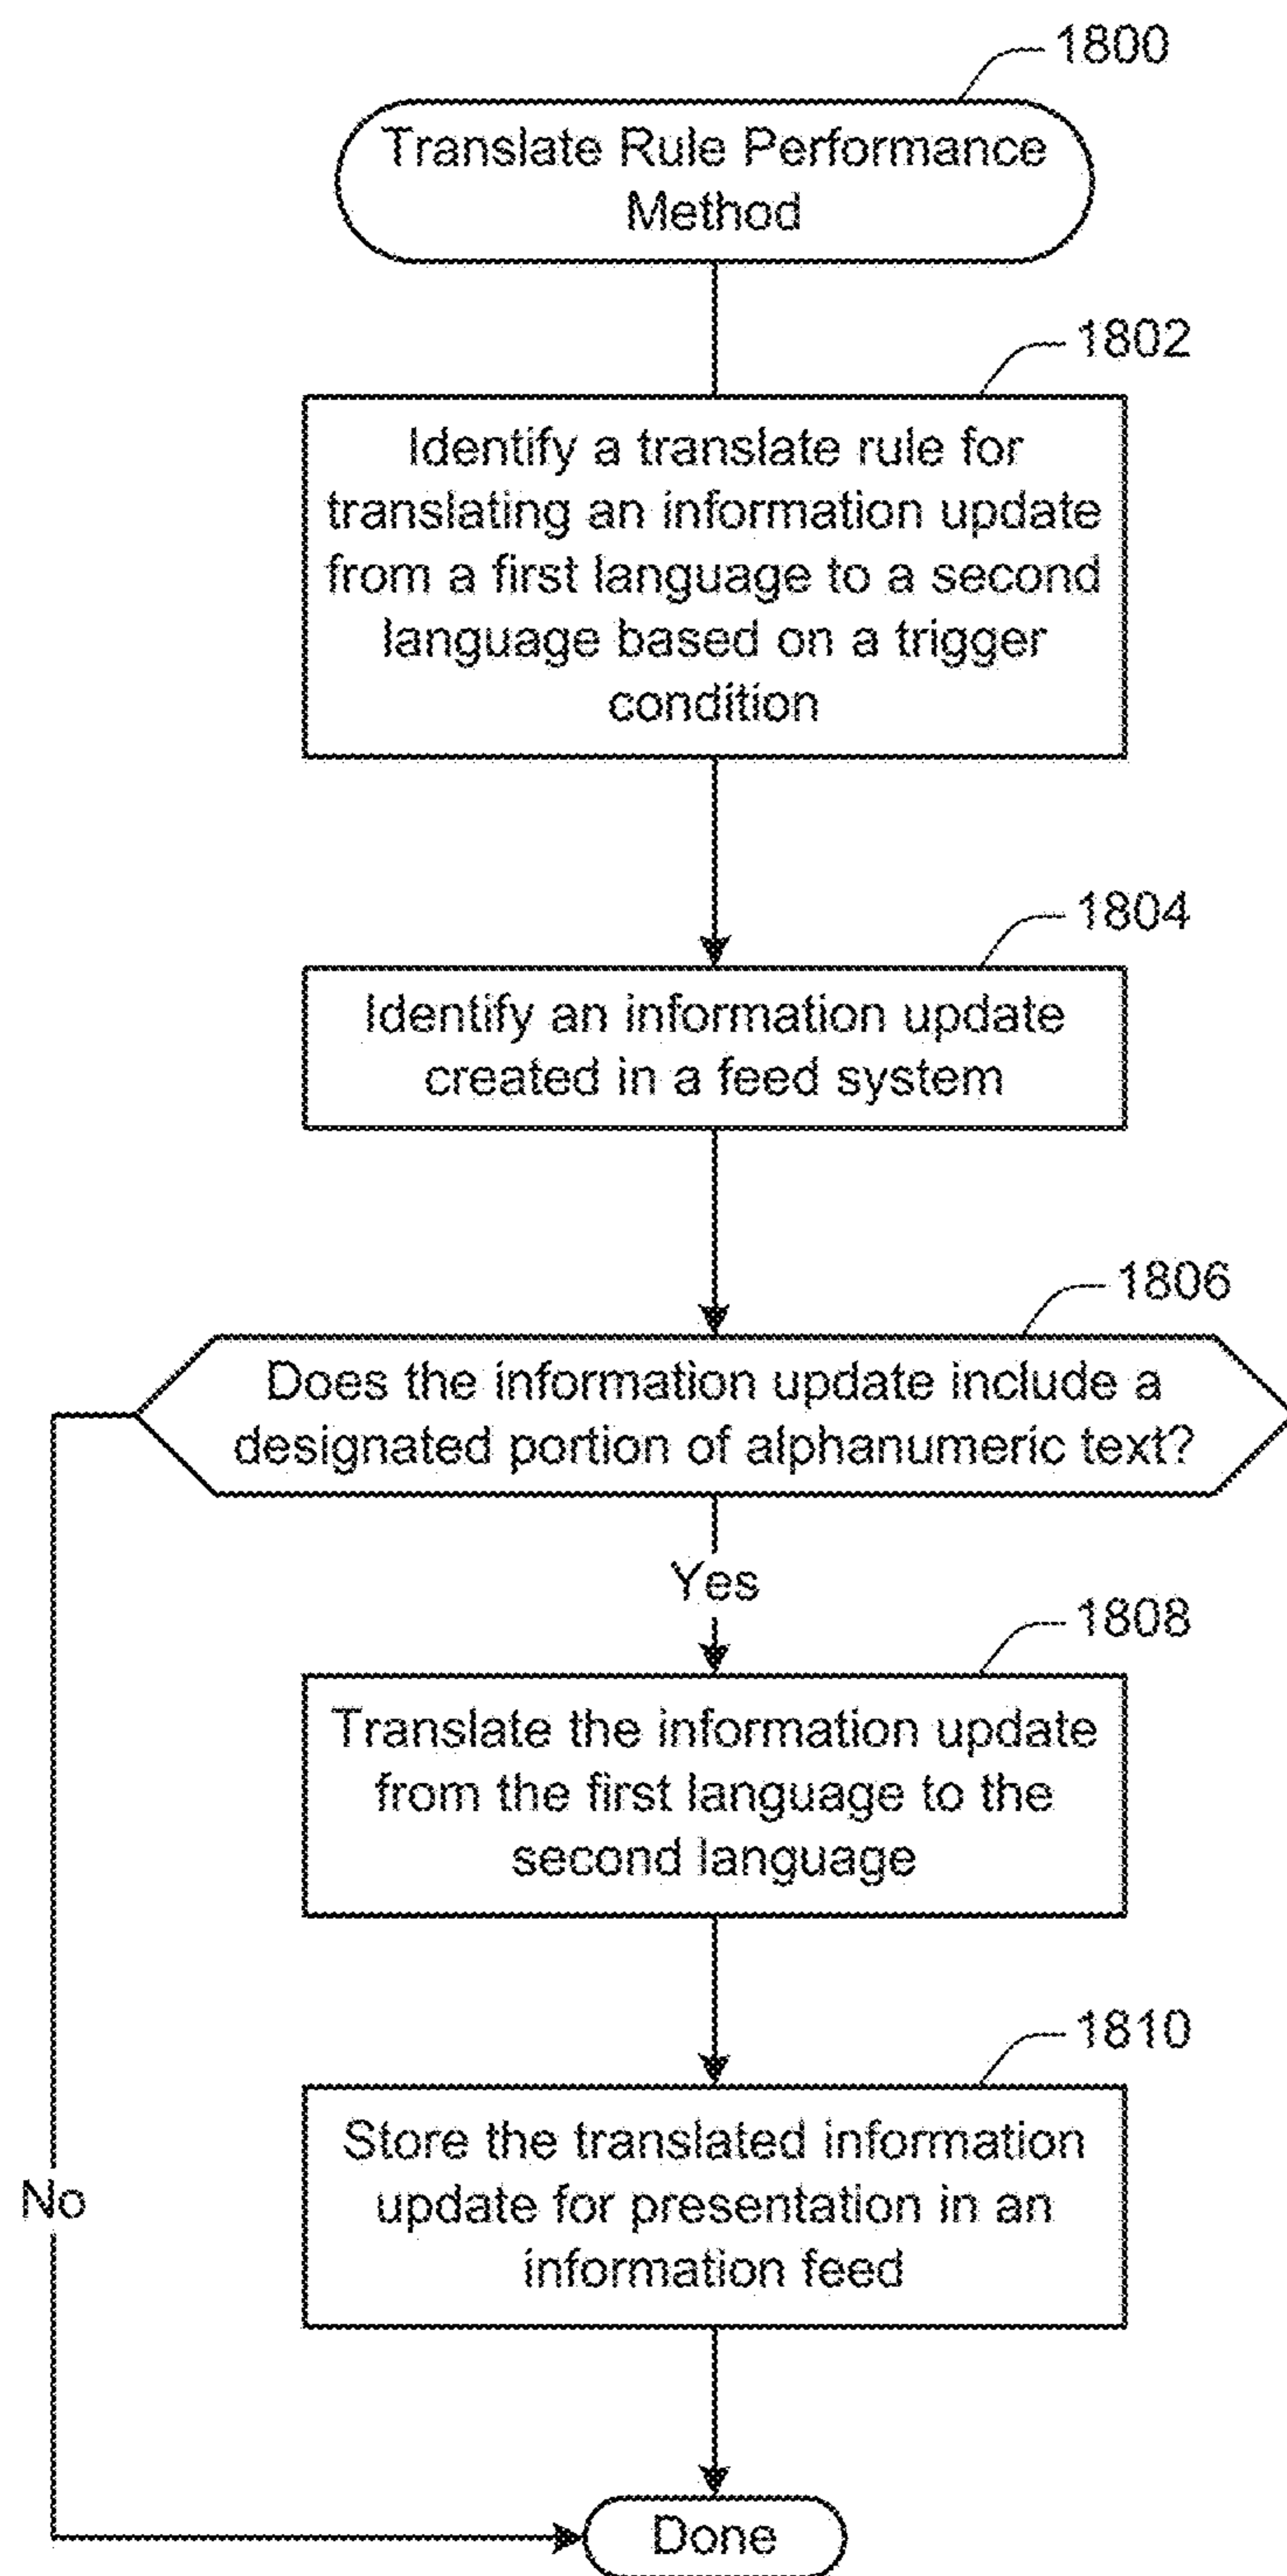 1800
Translate Rule Performance
Method
1802
Identify a translate rule for
translating an information update
from a first language to a second
language based on a trigger
condition
1804
Identify an information update
created in a feed system
1806
Does the information update include a
designated portion of alphanumeric text?
Yes
1808
Translate the information update
from the first language to the
second language
1810
Store the translated information
update for presentation in an
information feed
No
Done